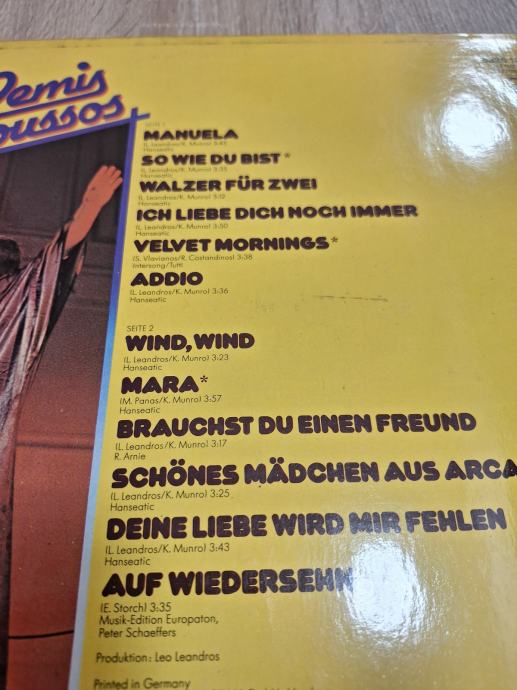 Demis
Roussos
SEITE 1
MANUELA
(L. Leandros/K. Munro) 3:45
Hanseatic
SO WIE DU BIST*
(L. Leandros/K. Munro) 3:35
Hanseatic
WALZER FÜR ZWEI
(L. Leandros/K. Munro) 3:12
Hanseatic
ICH LIEBE DICH NOCH IMMER
(L. Leandros/K. Munro) 3:50
Hanseatic
VELVET MORNINGS*
(S. Vlavianos/R. Costandinos) 3:38
Intersong/Tutti
ADDIO
(L. Leandros/K. Munro) 3:36
Hanseatic
SEITE 2
WIND, WIND
(L. Leandros/K. Munro) 3:23
Hanseatic
MARA*
(M. Panas/K. Munro) 3:57
Hanseatic
BRAUCHST DU EINEN FREUND
(L. Leandros/K. Munro) 3:17
R. Arnie
SCHÖNES MÄDCHEN AUS ARCA
(L. Leandros/K. Munro) 3:25
Hanseatic
DEINE LIEBE WIRD MIR FEHLEN
(L. Leandros/K. Munro) 3:43
Hanseatic
AUF WIEDERSEHN
(E. Storch) 3:35
Musik-Edition Europaton,
Peter Schaeffers
Produktion: Leo Leandros
Printed in Germany